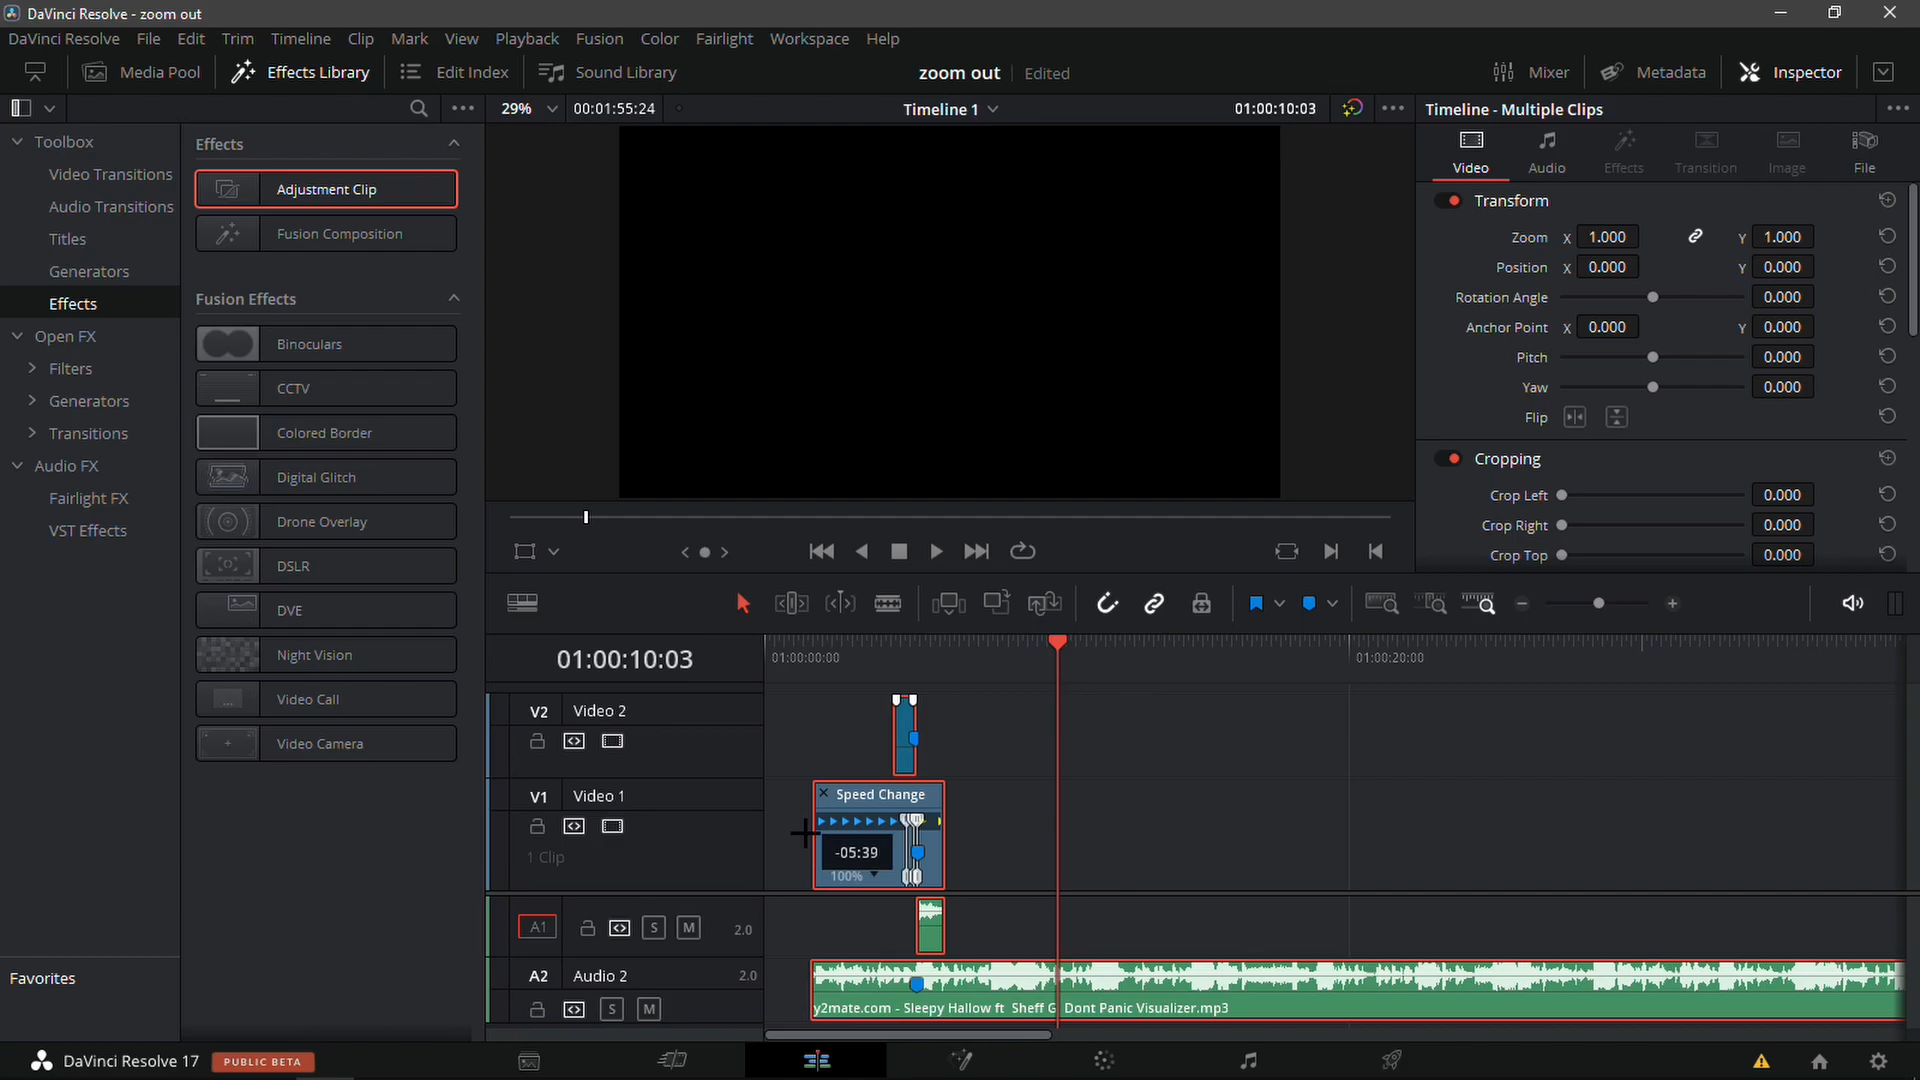 DaVinci Resolve - zoom out
DaVinci Resolve File Edit Trim Timeline Clip Mark View Playback Fusion Color Fairlight Workspace Help
Media Pool Effects Library Edit Index Sound Library zoom out Edited Mixer Metadata Inspector
29% 00:01:55:24 Timeline 1 01:00:10:03 Timeline - Multiple Clips
Video Audio Effects Transition Image File
Toolbox
Video Transitions
Audio Transitions
Titles
Generators
Effects
Open FX
Filters
Generators
Transitions
Audio FX
Fairlight FX
VST Effects
Favorites
Effects
Adjustment Clip
Fusion Composition
Fusion Effects
Binoculars
CCTV
Colored Border
Digital Glitch
Drone Overlay
DSLR
DVE
Night Vision
Video Call
Video Camera
Transform
Zoom X 1.000 Y 1.000
Position X 0.000 Y 0.000
Rotation Angle 0.000
Anchor Point X 0.000 Y 0.000
Pitch 0.000
Yaw 0.000
Flip
Cropping
Crop Left 0.000
Crop Right 0.000
Crop Top 0.000
01:00:10:03 01:00:00:00 01:00:20:00
V2 Video 2
V1 Video 1
1 Clip
Speed Change
-05:39
100%
A1 S M 2.0
A2 Audio 2 2.0
S M
y2mate.com - Sleepy Hallow ft Sheff G Dont Panic Visualizer.mp3
DaVinci Resolve 17 PUBLIC BETA